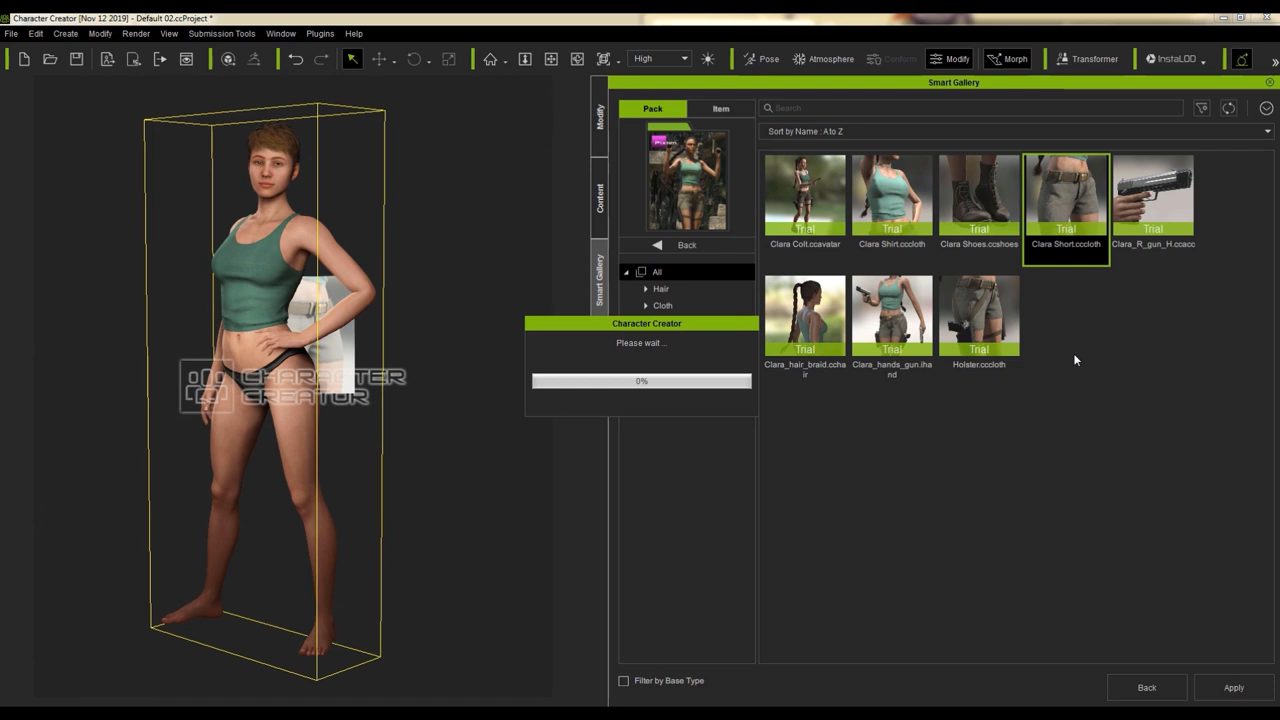 Character Creator [Nov 12 2019] - Default 02.ccProject *
File Edit Create Modify Render View Submission Tools Window Plugins Help
High Pose Atmosphere Conform Modify Morph Transformer InstaLOD
Smart Gallery
Modify
Content
Smart Gallery
Pack Item
Search
Sort by Name : A to Z
Back
All
Hair
Cloth
Trial Trial Trial Trial Trial
Clara Colt.ccavatar Clara Shirt.cccloth Clara Shoes.ccshoes Clara Short.cccloth Clara_R_gun_H.ccacc
Trial Trial Trial
Clara_hair_braid.cchair Clara_hands_gun.ihand Holster.cccloth
Character Creator
Please wait ...
0%
CHARACTER
CREATOR
Filter by Base Type
Back Apply